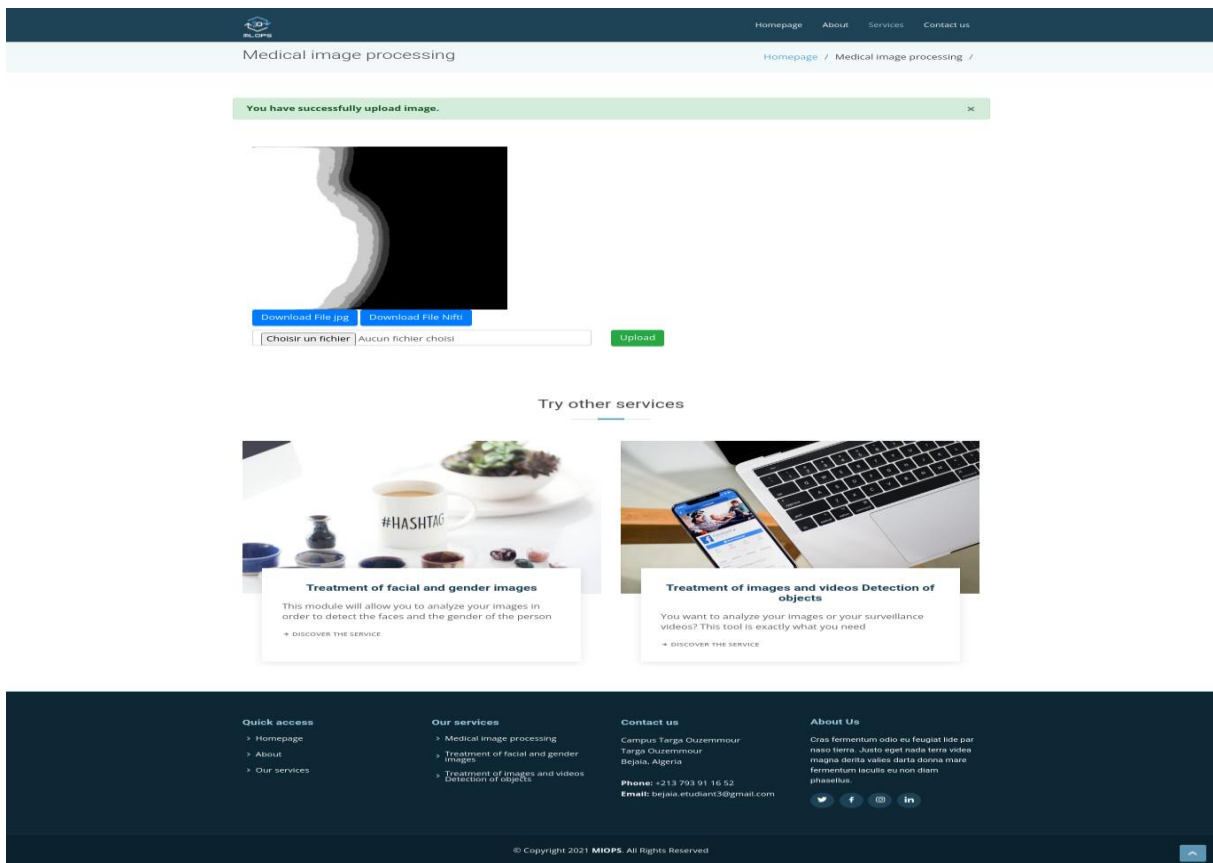 MLOPS
Homepage About Services Contact us
Medical image processing
Homepage / Medical image processing /
You have successfully upload image. ×
Download File jpg Download File Nifti
Choisir un fichier Aucun fichier choisi Upload
Try other services
#HASHTAG
Treatment of facial and gender images
This module will allow you to analyze your images in
order to detect the faces and the gender of the person
→ DISCOVER THE SERVICE
Treatment of images and videos Detection of
objects
You want to analyze your images or your surveillance
videos? This tool is exactly what you need
→ DISCOVER THE SERVICE
Quick access
> Homepage
> About
> Our services
Our services
> Medical image processing
> Treatment of facial and gender
images
> Treatment of images and videos
Detection of objects
Contact us
Campus Targa Ouzemmour
Targa Ouzemmour
Bejaia, Algeria
Phone: +213 793 91 16 52
Email: bejaia.etudiant3@gmail.com
About Us
Cras fermentum odio eu feugiat lide par
naso tierra. Justo eget nada terra videa
magna derita valies darta donna mare
fermentum iaculis eu non diam
phasellus.
© Copyright 2021 MIOPS. All Rights Reserved